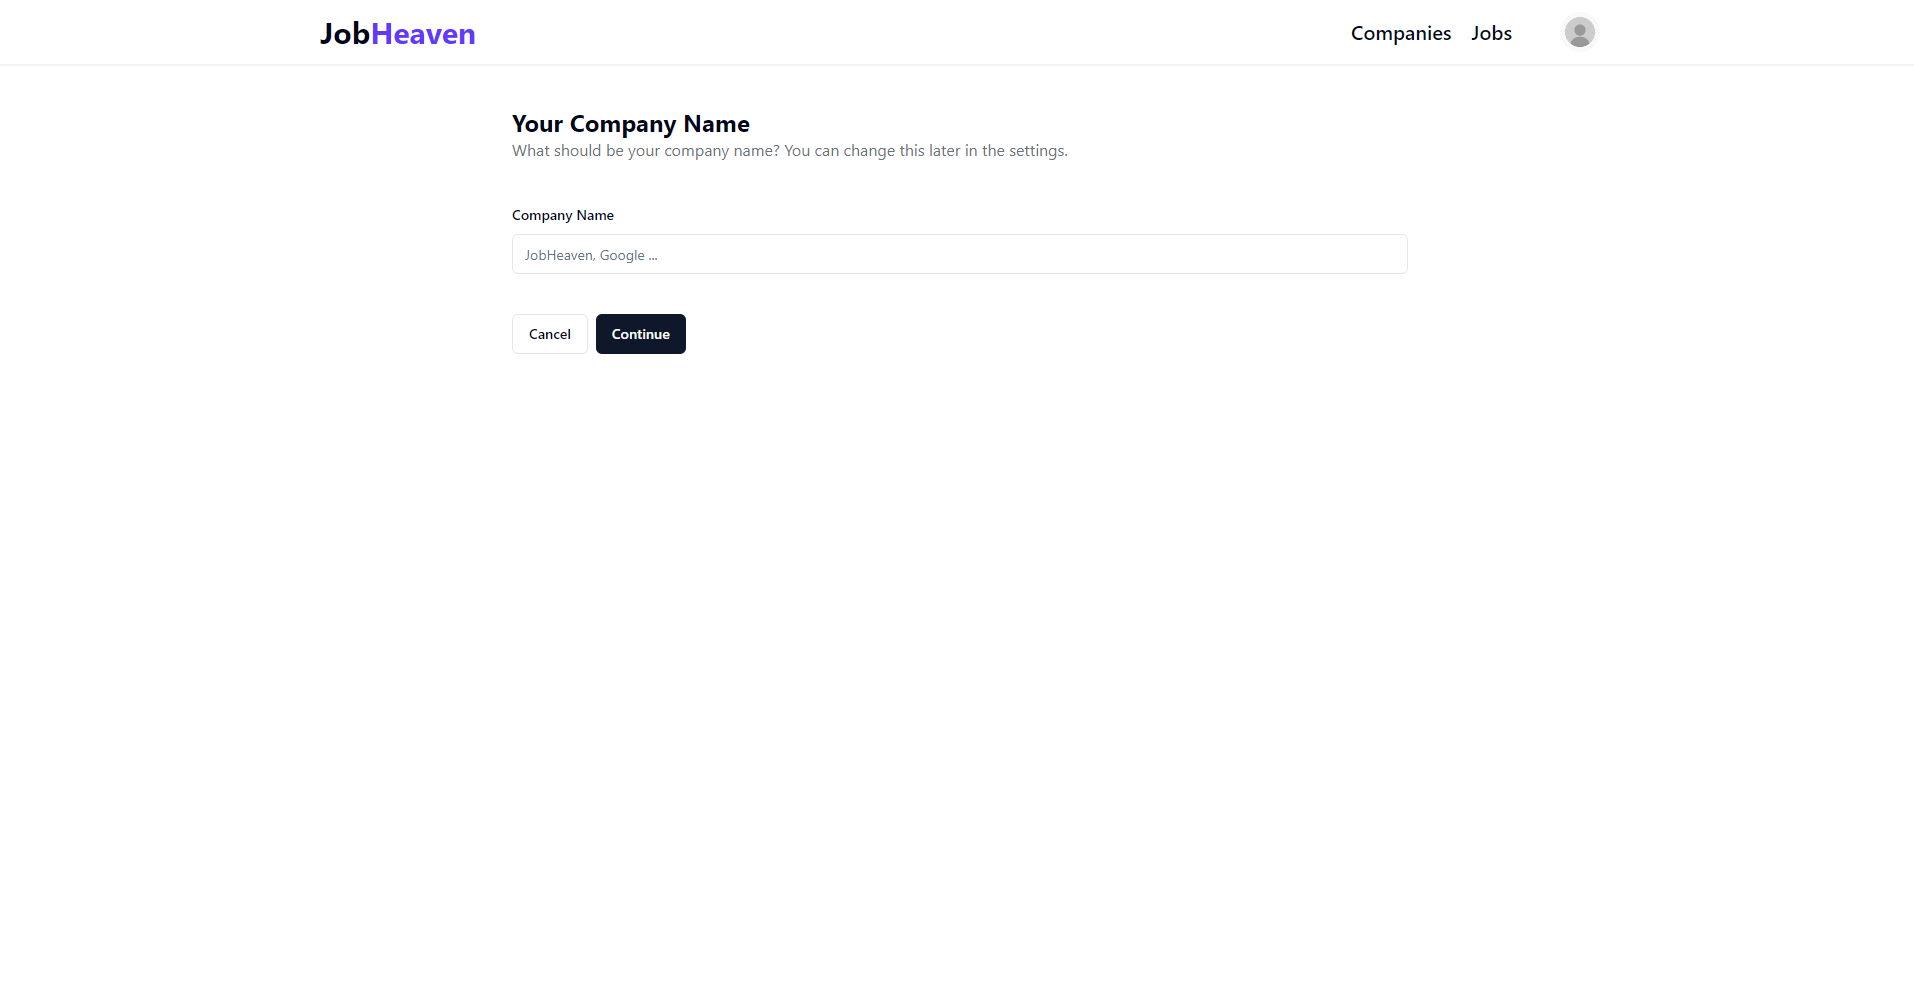 JobHeaven
Companies Jobs
Your Company Name
What should be your company name? You can change this later in the settings.
Company Name
JobHeaven, Google ...
Cancel Continue